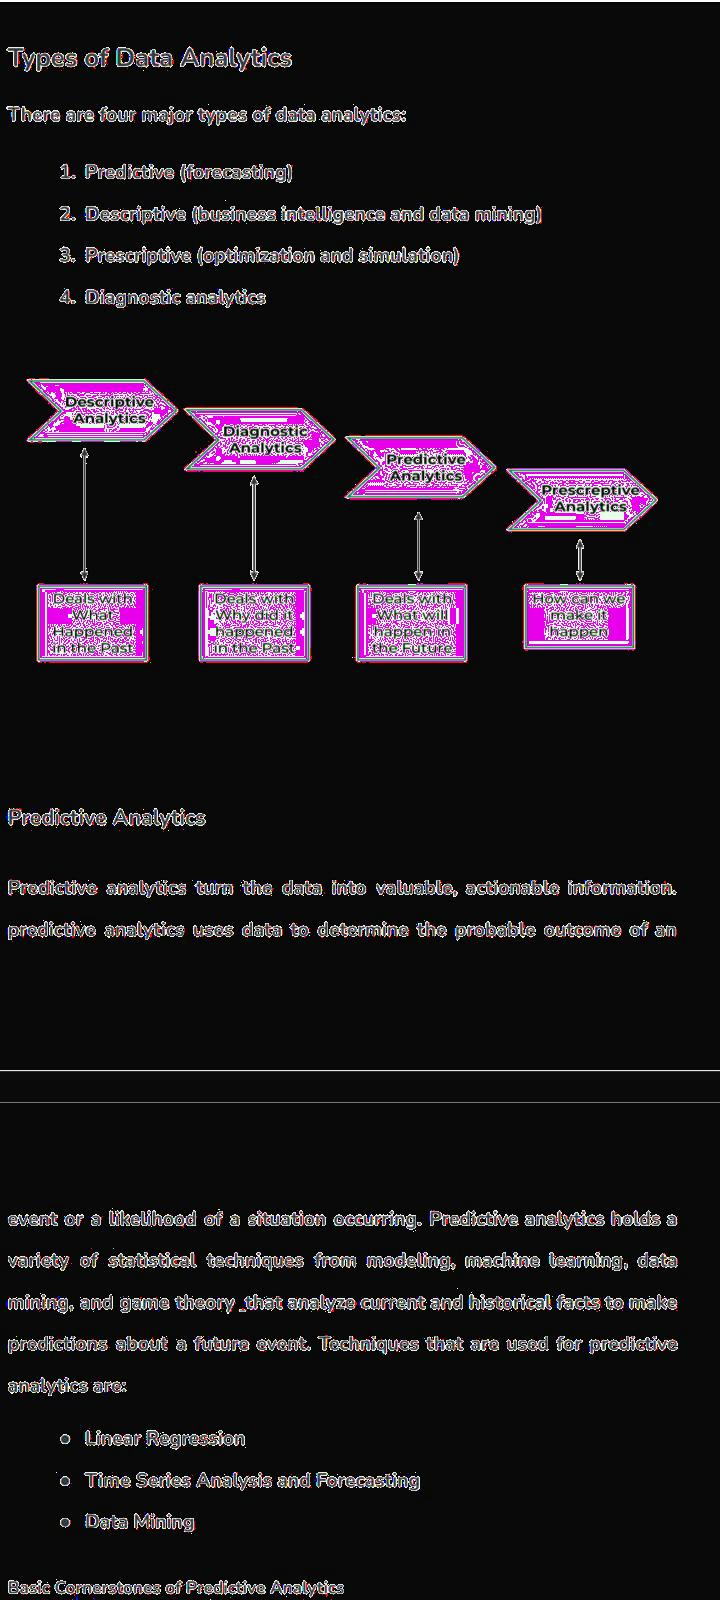 Types of Data Analytics
There are four major types of data analytics:
1. Predictive (forecasting)
2. Descriptive (business intelligence and data mining)
3. Prescriptive (optimization and simulation)
4. Diagnostic analytics
Descriptive
Analytics
Diagnostic
Analytics
Predictive
Analytics
Prescreptive
Analytics
Deals with
What
Happened
in the Past
Deals with
Why did it
happened
in the Past
Deals with
What will
happen in
the Future
How can we
make it
happen
Predictive Analytics
Predictive analytics turn the data into valuable, actionable information.
predictive analytics uses data to determine the probable outcome of an
event or a likelihood of a situation occurring. Predictive analytics holds a
variety of statistical techniques from modeling, machine learning, data
mining, and game theory that analyze current and historical facts to make
predictions about a future event. Techniques that are used for predictive
analytics are:
● Linear Regression
● Time Series Analysis and Forecasting
● Data Mining
Basic Cornerstones of Predictive Analytics